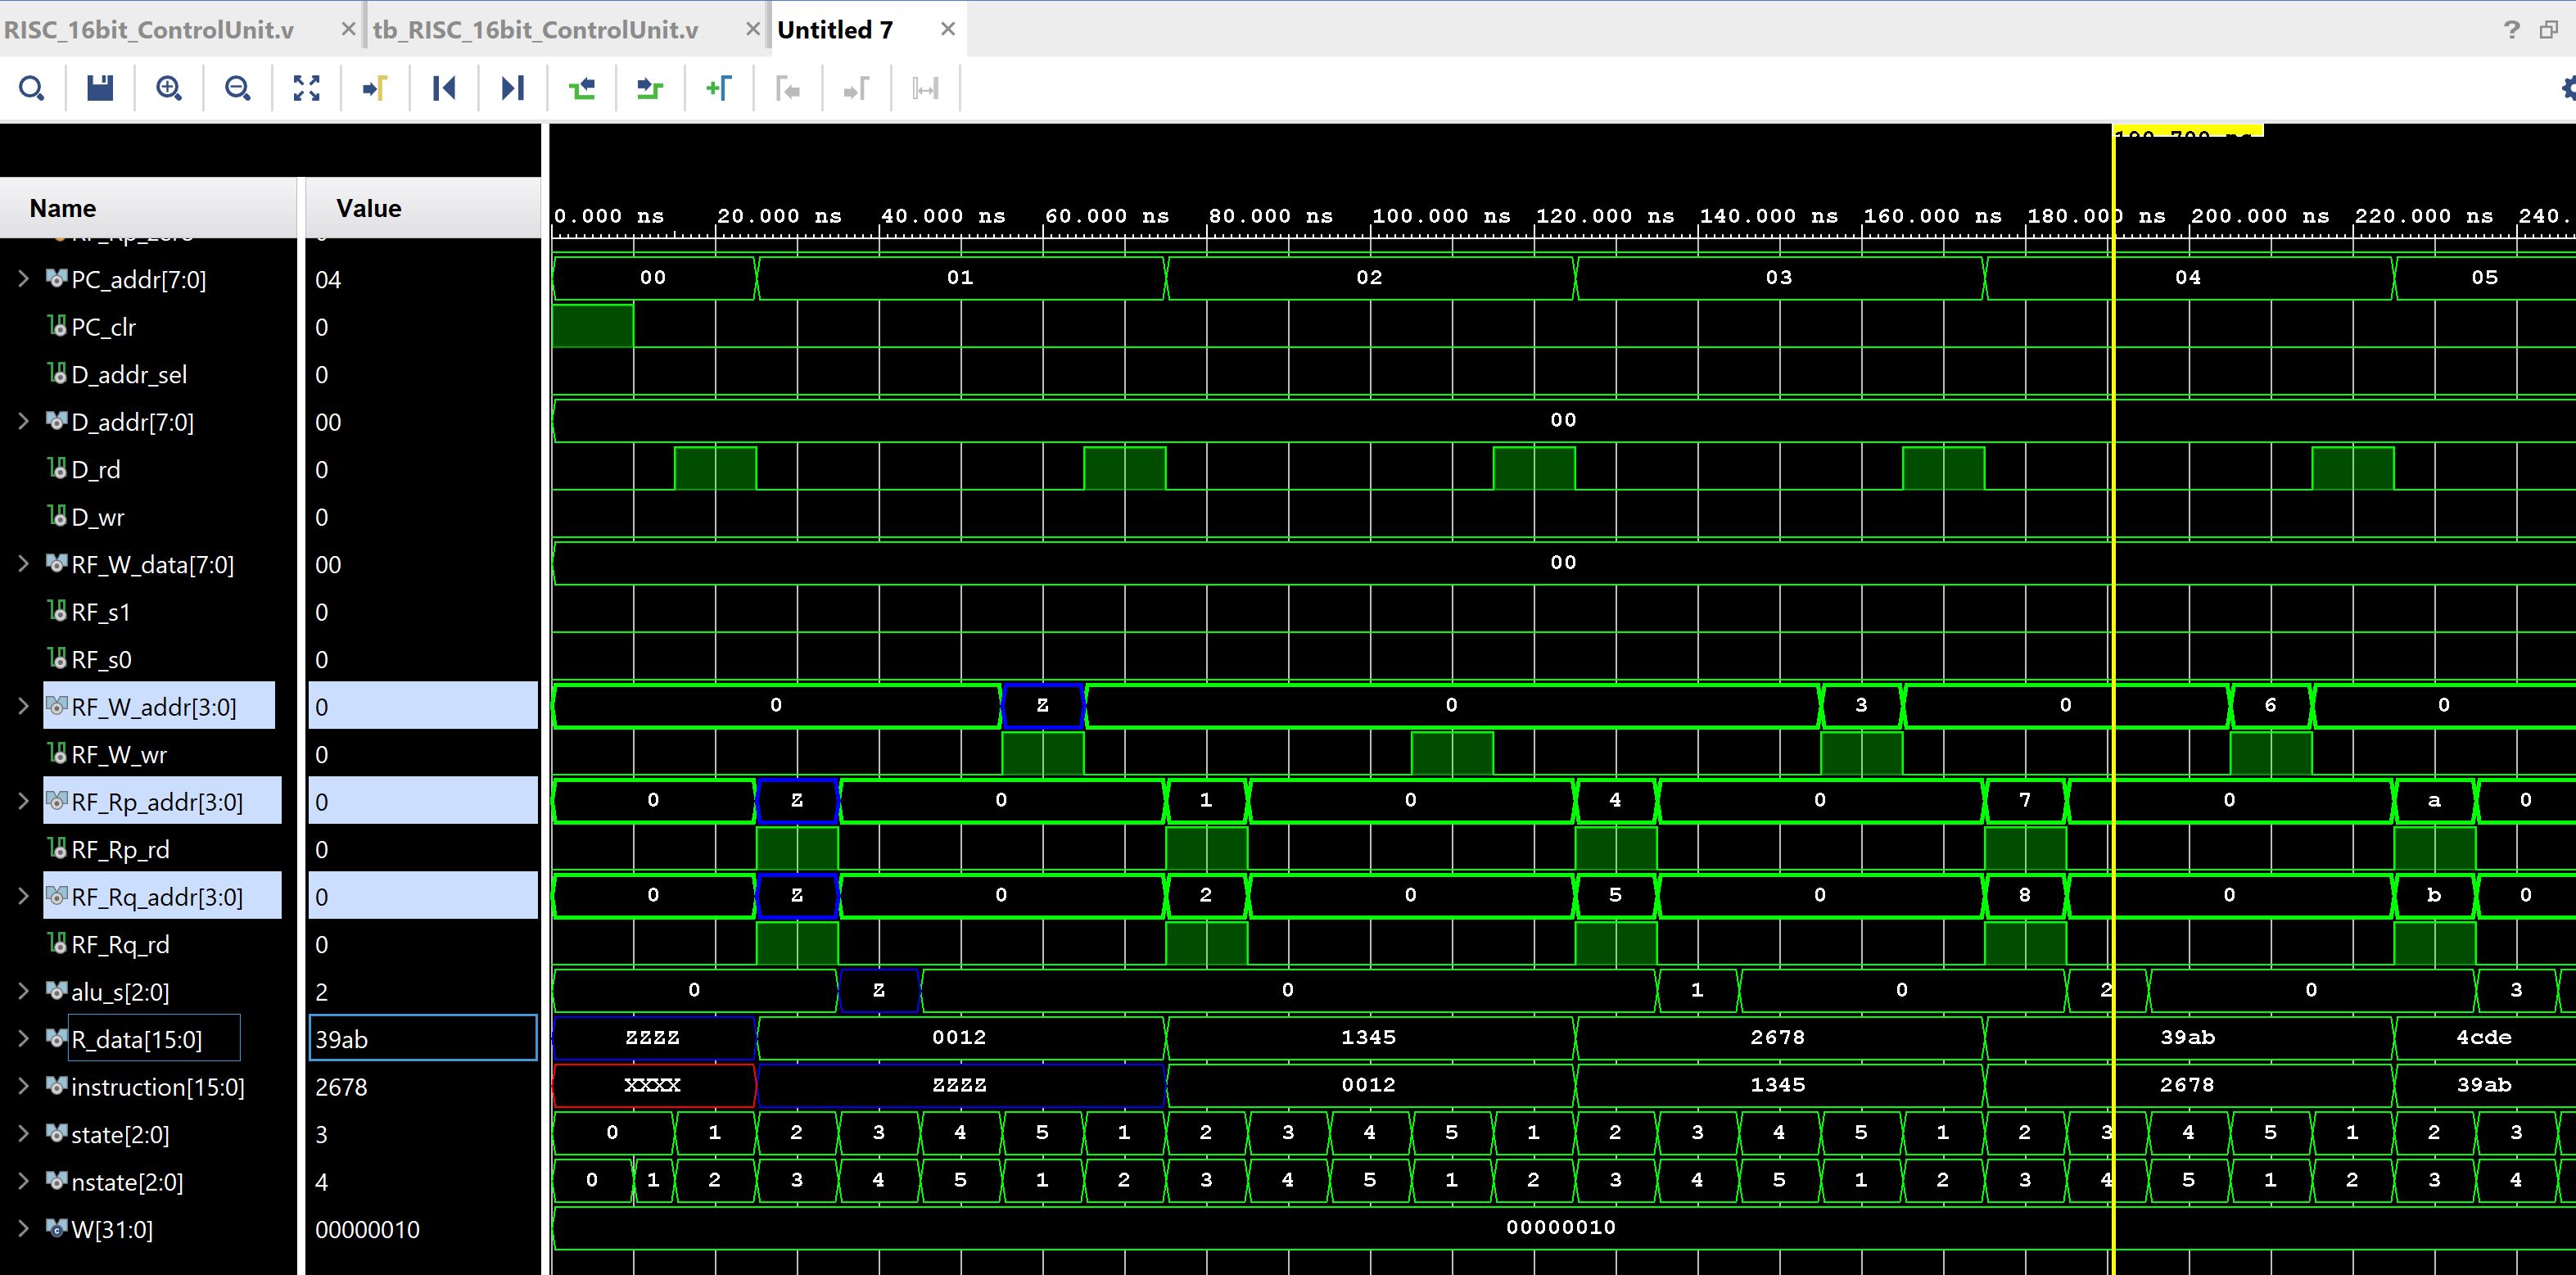 RISC_16bit_ControlUnit.v × tb_RISC_16bit_ControlUnit.v × Untitled 7 × ?
Name Value 0.000 ns 20.000 ns 40.000 ns 60.000 ns 80.000 ns 100.000 ns 120.000 ns 140.000 ns 160.000 ns 180.000 ns 200.000 ns 220.000 ns 240.
PC_addr[7:0] 04 00 01 02 03 04 05
PC_clr 0
D_addr_sel 0
D_addr[7:0] 00 00
D_rd 0
D_wr 0
RF_W_data[7:0] 00 00
RF_s1 0
RF_s0 0
RF_W_addr[3:0] 0 0 Z 0 3 0 6 0
RF_W_wr 0
RF_Rp_addr[3:0] 0 0 Z 0 1 0 4 0 7 0 a 0
RF_Rp_rd 0
RF_Rq_addr[3:0] 0 0 Z 0 2 0 5 0 8 0 b 0
RF_Rq_rd 0
alu_s[2:0] 2 0 Z 0 1 0 2 0 3
R_data[15:0] 39ab ZZZZ 0012 1345 2678 39ab 4cde
instruction[15:0] 2678 XXXX ZZZZ 0012 1345 2678 39ab
state[2:0] 3 0 1 2 3 4 5 1 2 3 4 5 1 2 3 4 5 1 2 3 4 5 1 2 3
nstate[2:0] 4 0 1 2 3 4 5 1 2 3 4 5 1 2 3 4 5 1 2 3 4 5 1 2 3 4
W[31:0] 00000010 00000010